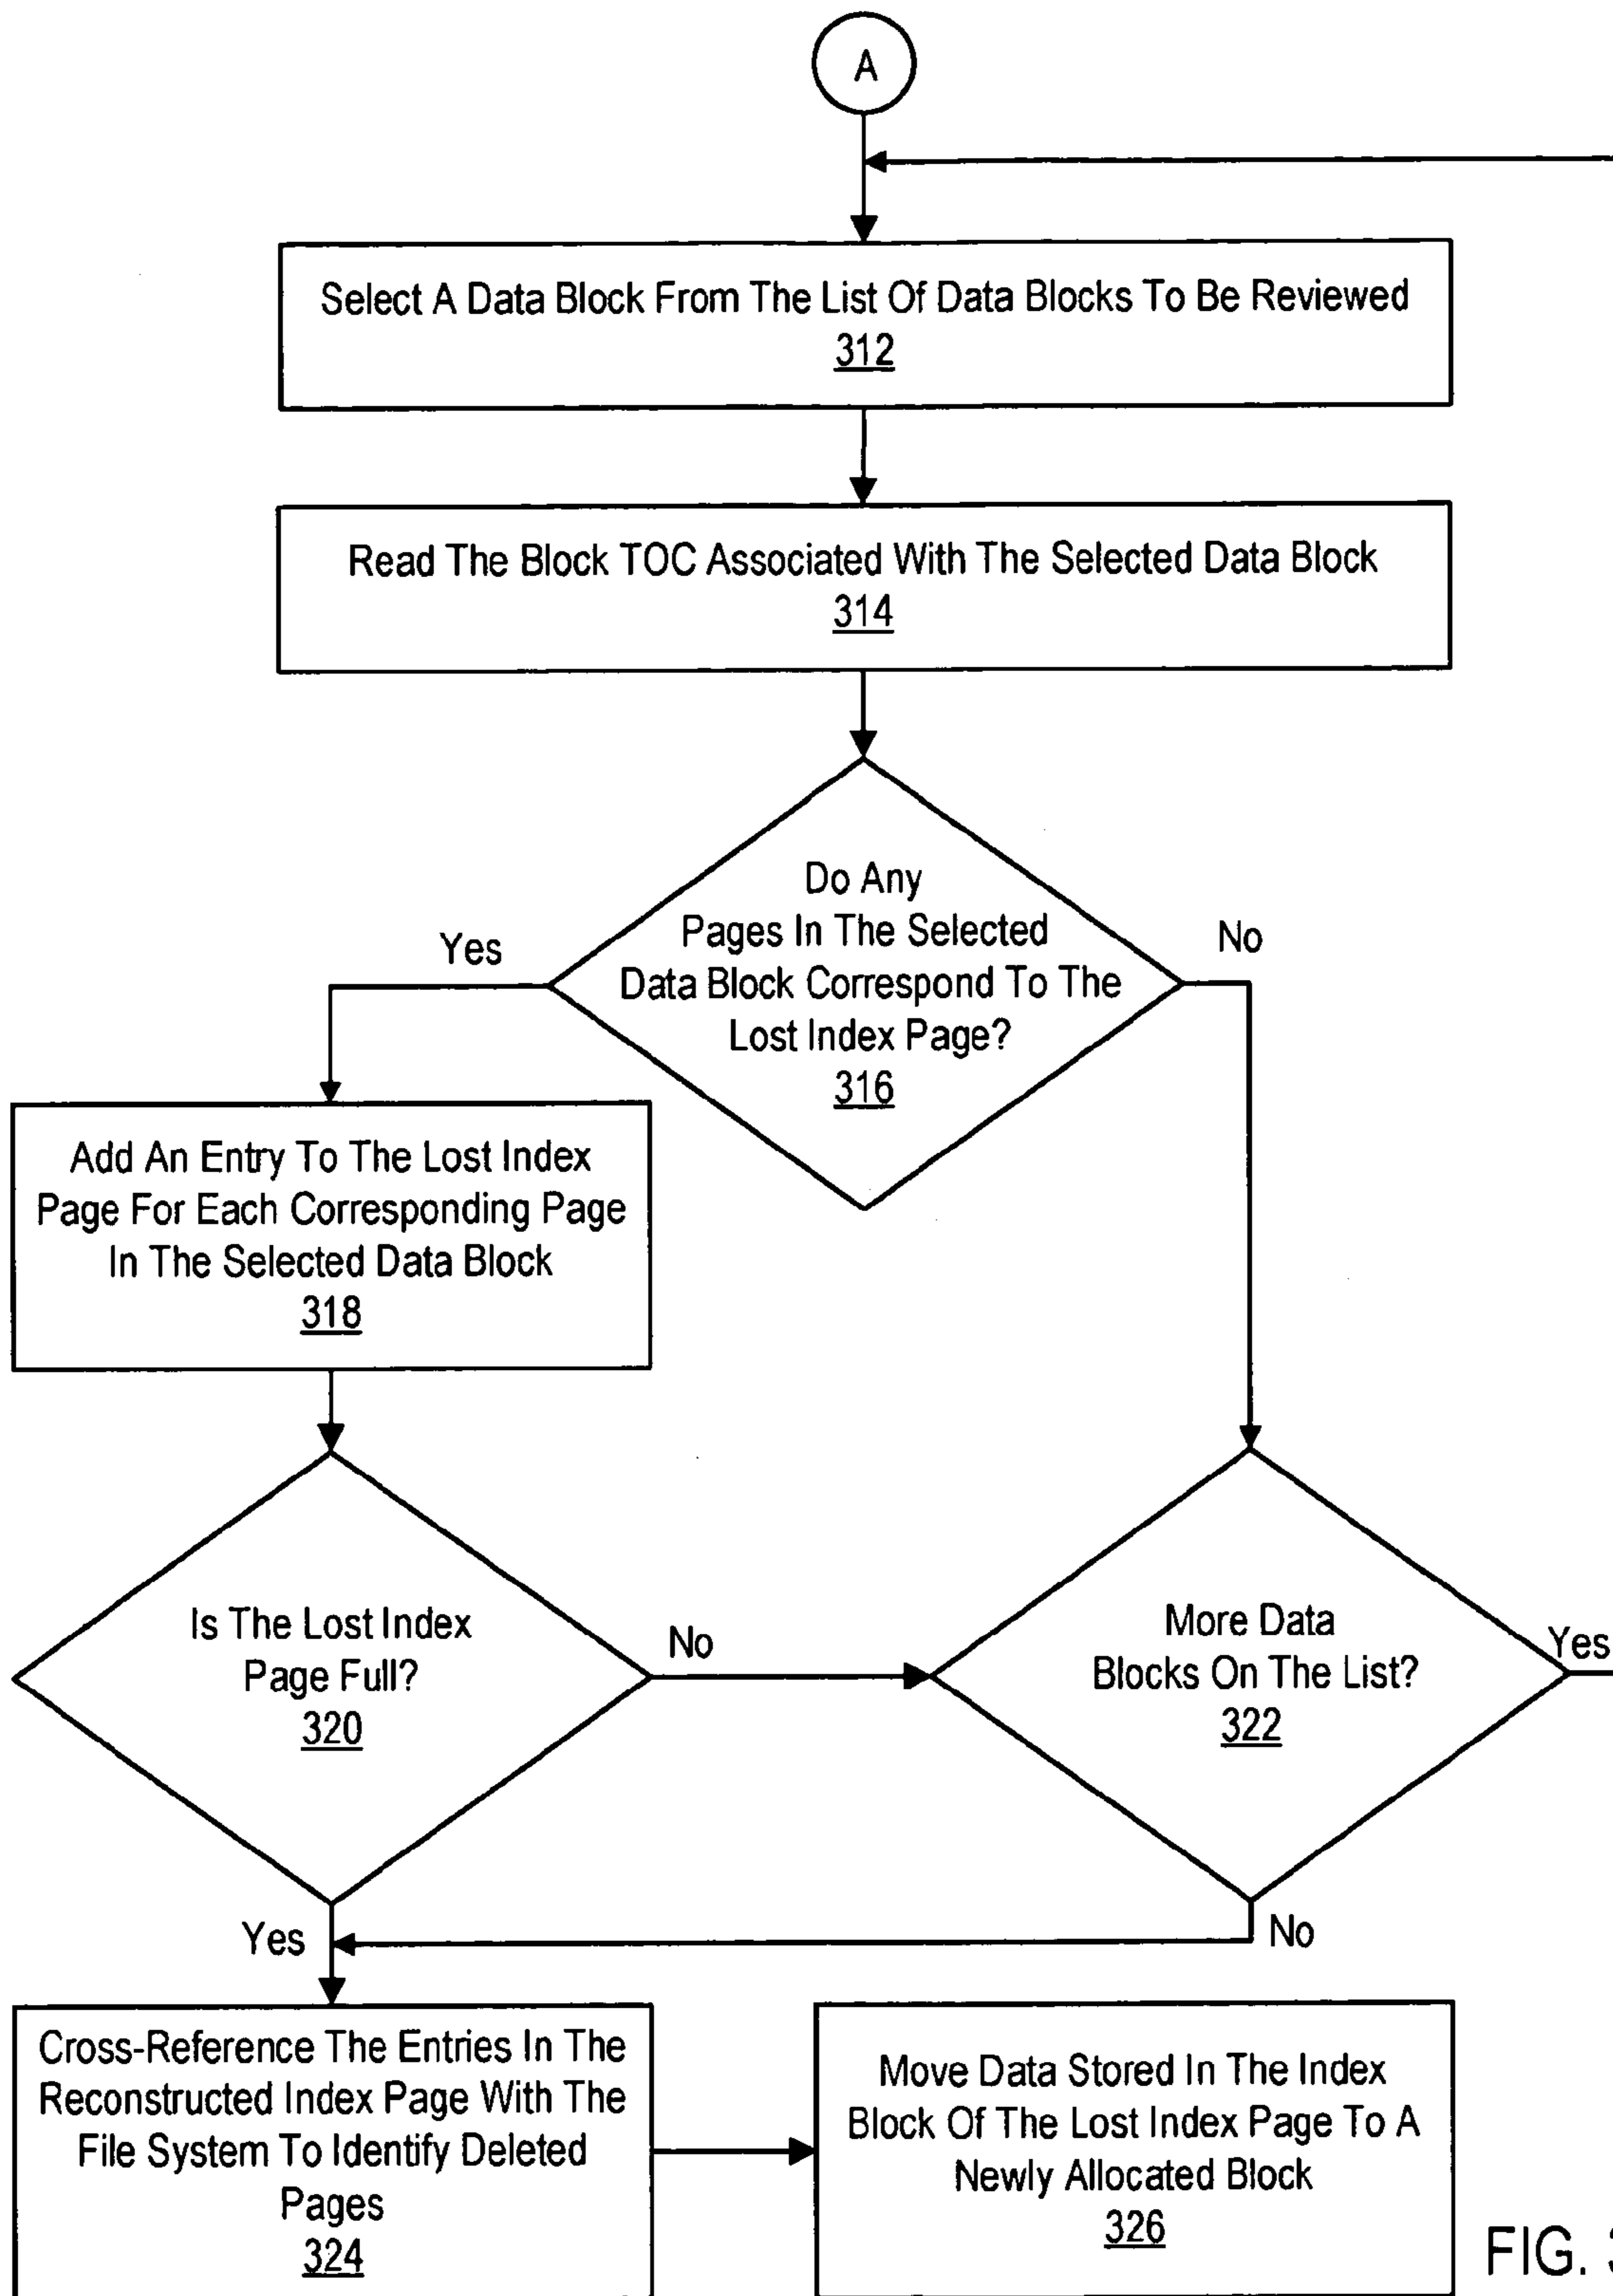 A
Select A Data Block From The List Of Data Blocks To Be Reviewed
312
Read The Block TOC Associated With The Selected Data Block
314
Do Any
Pages In The Selected
Data Block Correspond To The
Lost Index Page?
316
Yes
No
Add An Entry To The Lost Index
Page For Each Corresponding Page
In The Selected Data Block
318
Is The Lost Index
Page Full?
320
No
More Data
Blocks On The List?
322
Yes
Yes
No
Cross-Reference The Entries In The
Reconstructed Index Page With The
File System To Identify Deleted
Pages
324
Move Data Stored In The Index
Block Of The Lost Index Page To A
Newly Allocated Block
326
FIG.